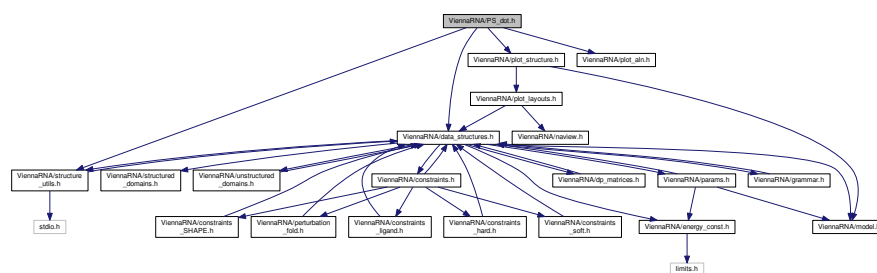 ViennaRNA/PS_dot.h
ViennaRNA/plot_structure.h
ViennaRNA/plot_aln.h
ViennaRNA/plot_layouts.h
ViennaRNA/data_structures.h
ViennaRNA/naview.h
ViennaRNA/structure
_utils.h
ViennaRNA/structured
_domains.h
ViennaRNA/unstructured
_domains.h
ViennaRNA/constraints.h
ViennaRNA/dp_matrices.h
ViennaRNA/params.h
ViennaRNA/grammar.h
stdio.h
ViennaRNA/constraints
_SHAPE.h
ViennaRNA/perturbation
_fold.h
ViennaRNA/constraints
_ligand.h
ViennaRNA/constraints
_hard.h
ViennaRNA/constraints
_soft.h
ViennaRNA/energy_const.h
ViennaRNA/model.h
limits.h